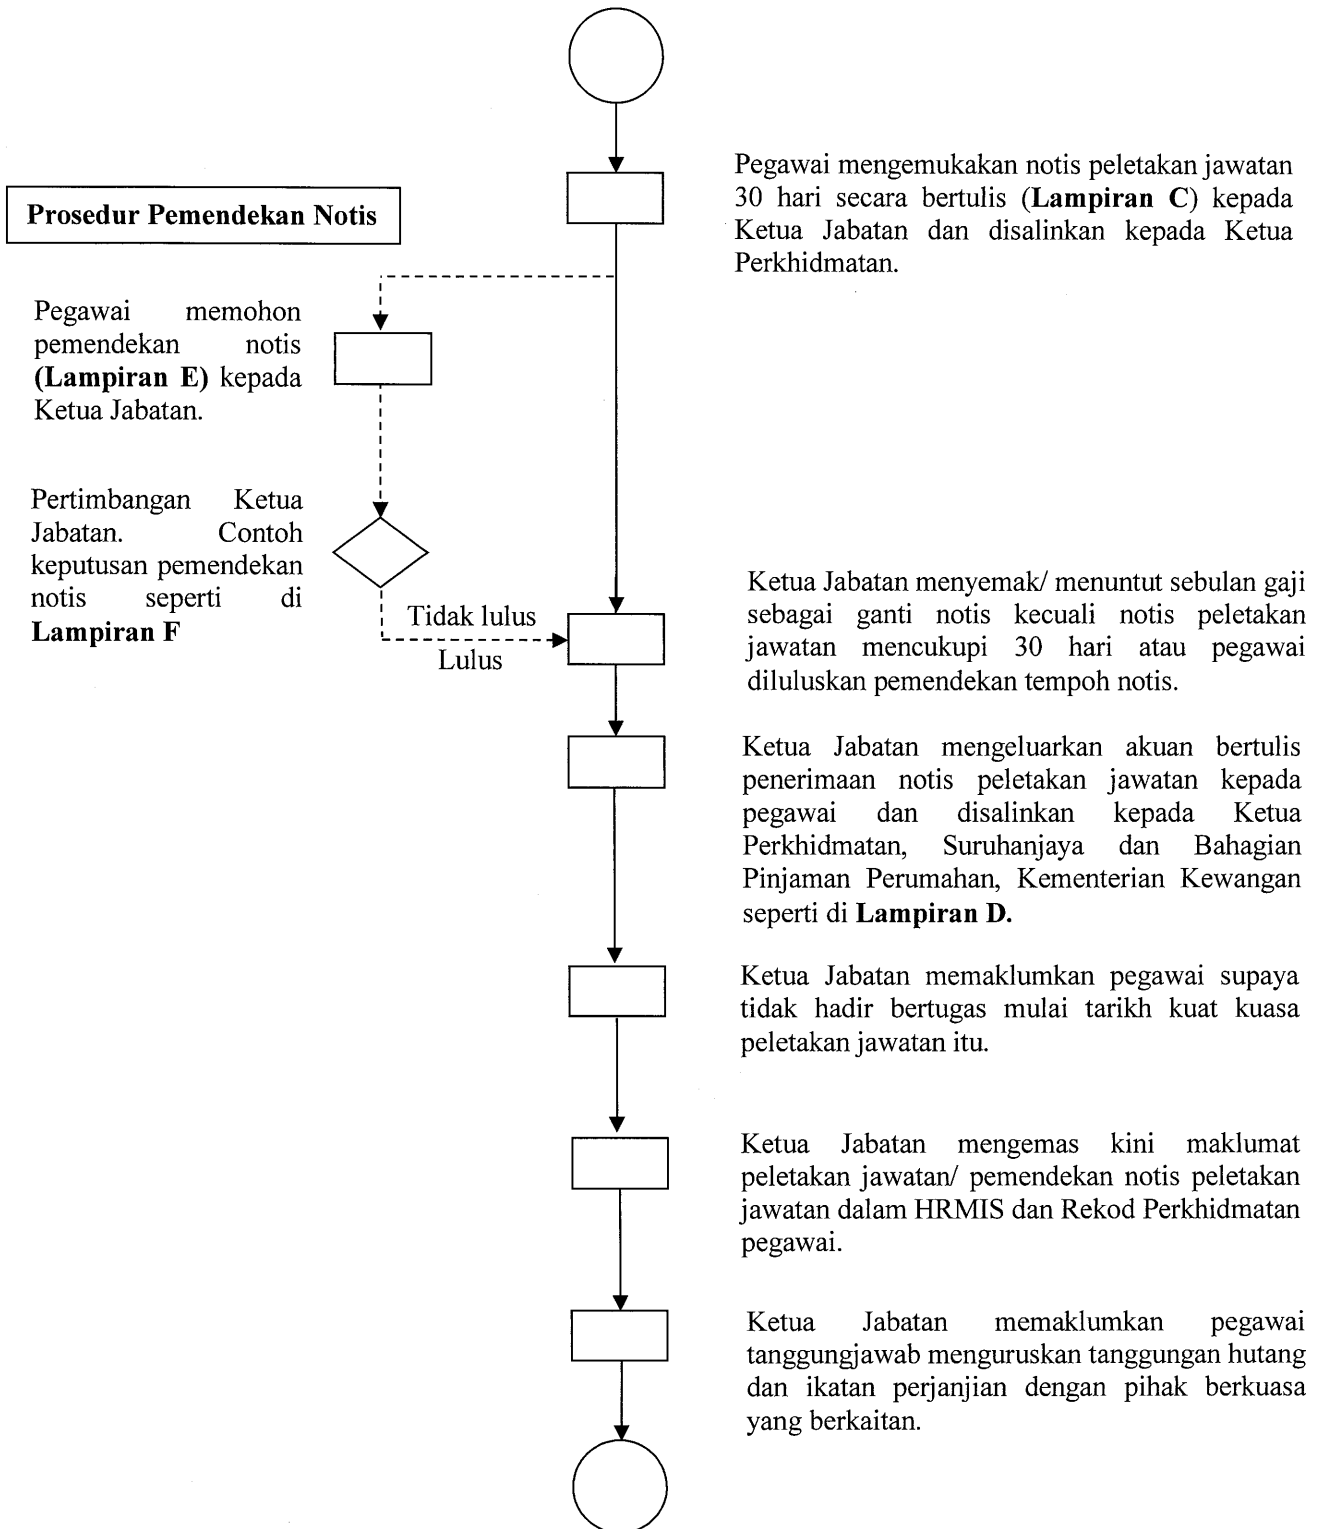 Pegawai mengemukakan notis peletakan jawatan
30 hari secara bertulis (Lampiran C) kepada
Ketua Jabatan dan disalinkan kepada Ketua
Perkhidmatan.
Prosedur Pemendekan Notis
Pegawai memohon
pemendekan notis
(Lampiran E) kepada
Ketua Jabatan.
Pertimbangan Ketua
Jabatan. Contoh
keputusan pemendekan
notis seperti di
Lampiran F
Tidak lulus
Lulus
Ketua Jabatan menyemak/ menuntut sebulan gaji
sebagai ganti notis kecuali notis peletakan
jawatan mencukupi 30 hari atau pegawai
diluluskan pemendekan tempoh notis.
Ketua Jabatan mengeluarkan akuan bertulis
penerimaan notis peletakan jawatan kepada
pegawai dan disalinkan kepada Ketua
Perkhidmatan, Suruhanjaya dan Bahagian
Pinjaman Perumahan, Kementerian Kewangan
seperti di Lampiran D.
Ketua Jabatan memaklumkan pegawai supaya
tidak hadir bertugas mulai tarikh kuat kuasa
peletakan jawatan itu.
Ketua Jabatan mengemas kini maklumat
peletakan jawatan/ pemendekan notis peletakan
jawatan dalam HRMIS dan Rekod Perkhidmatan
pegawai.
Ketua Jabatan memaklumkan pegawai
tanggungjawab menguruskan tanggungan hutang
dan ikatan perjanjian dengan pihak berkuasa
yang berkaitan.